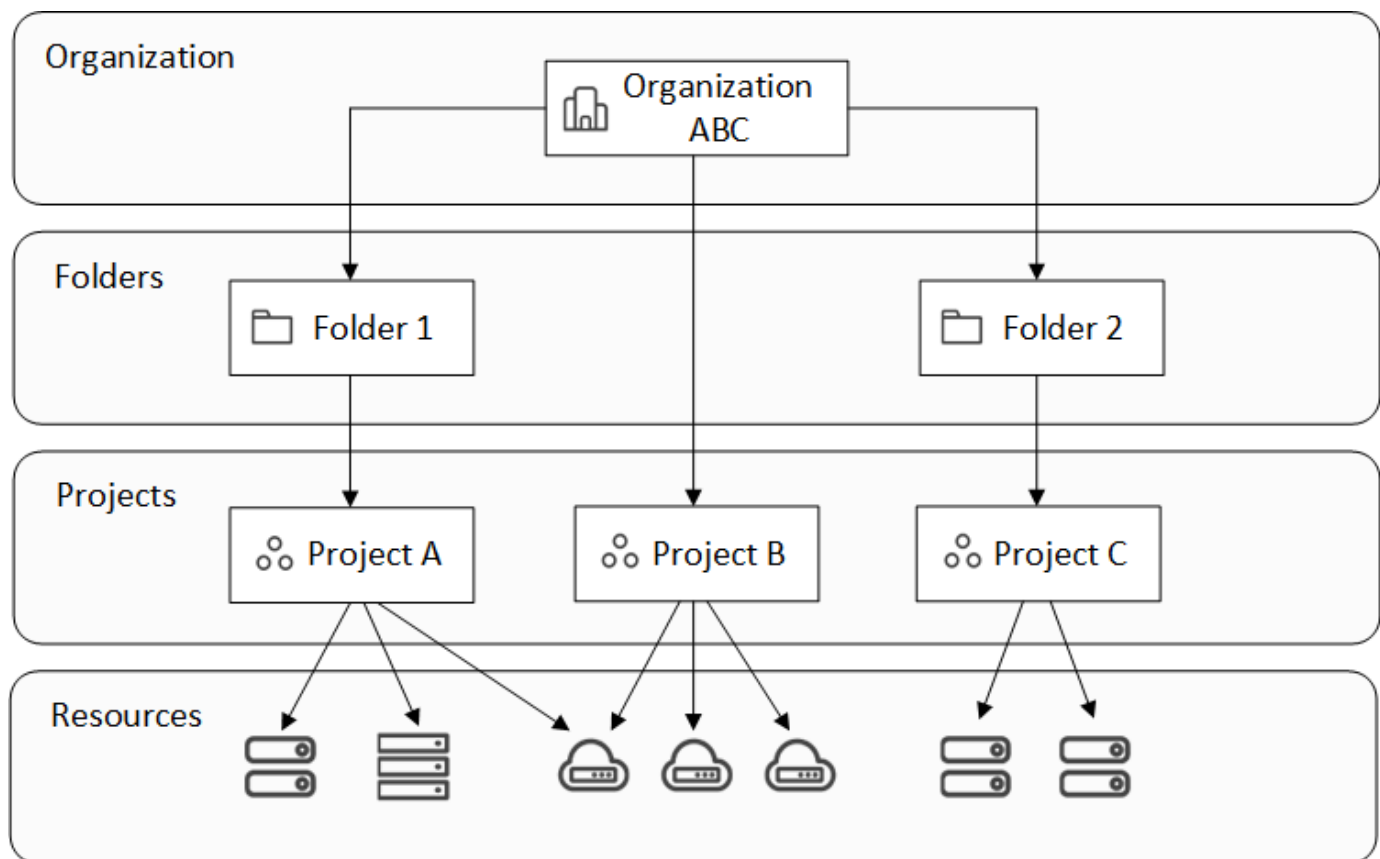 Organization
Organization
ABC
Folders
Folder 1
Folder 2
Projects
Project A
Project B
Project C
Resources